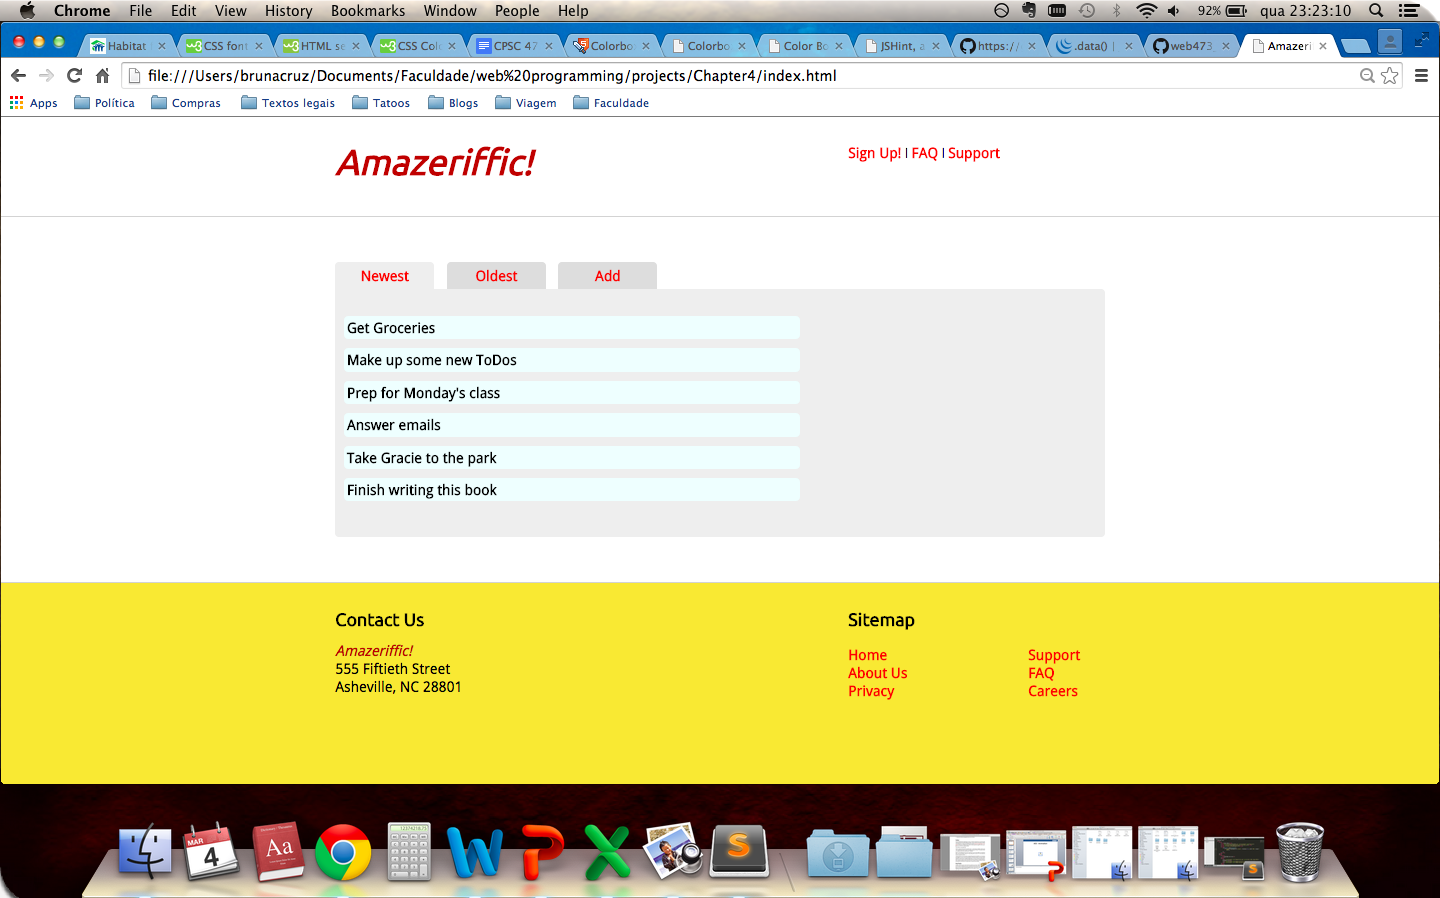 Chrome File Edit View History Bookmarks Window People Help 92% qua 23:23:10
Habitat CSS font HTML se CSS Colo CPSC 47 Colorbo Colorbo Color Bo JSHint, a https:// .data() | web473 Amazeri
file:///Users/brunacruz/Documents/Faculdade/web%20programming/projects/Chapter4/index.html
Apps Política Compras Textos legais Tatoos Blogs Viagem Faculdade
Amazeriffic!
Sign Up! | FAQ | Support
Newest Oldest Add
Get Groceries
Make up some new ToDos
Prep for Monday's class
Answer emails
Take Gracie to the park
Finish writing this book
Contact Us
Amazeriffic!
555 Fiftieth Street
Asheville, NC 28801
Sitemap
Home
About Us
Privacy
Support
FAQ
Careers
MAR
4
Aa
W P X S